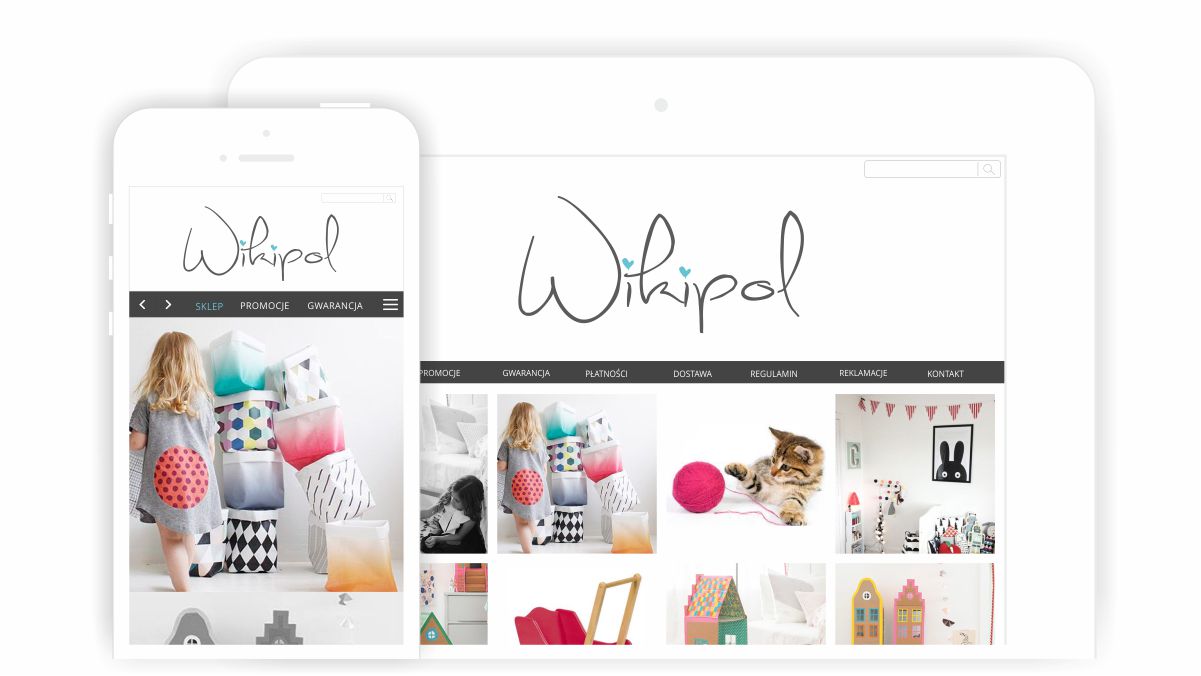 Wikipol
SKLEP PROMOCJE GWARANCJA
Wikipol
PROMOCJE GWARANCJA PŁATNOŚCI DOSTAWA REGULAMIN REKLAMACJE KONTAKT